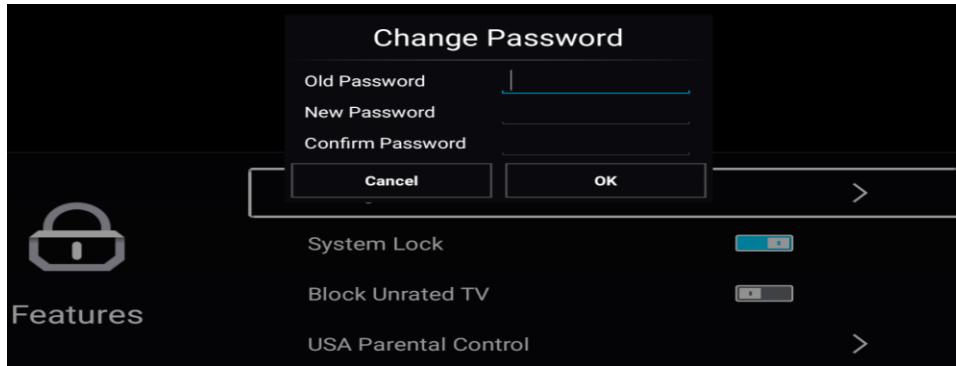 Change Password
Old Password
New Password
Confirm Password
Cancel OK
System Lock
Block Unrated TV
Features
USA Parental Control